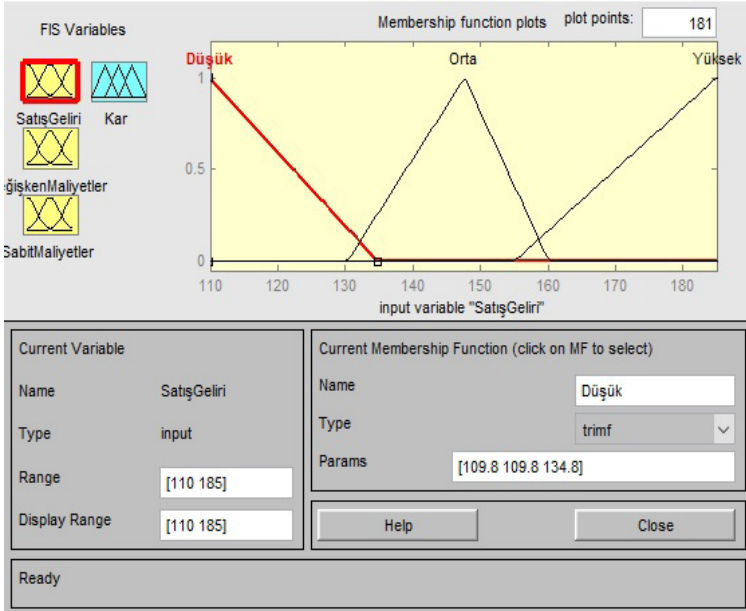 FIS Variables
Membership function plots plot points: 181
Düşük Orta Yüksek
SatışGeliri Kar
ğişkenMaliyetler
SabitMaliyetler
1
0.5
0
110 120 130 140 150 160 170 180
input variable "SatışGeliri"
Current Variable
Name SatışGeliri
Type input
Range [110 185]
Display Range [110 185]
Current Membership Function (click on MF to select)
Name Düşük
Type trimf
Params [109.8 109.8 134.8]
Help Close
Ready